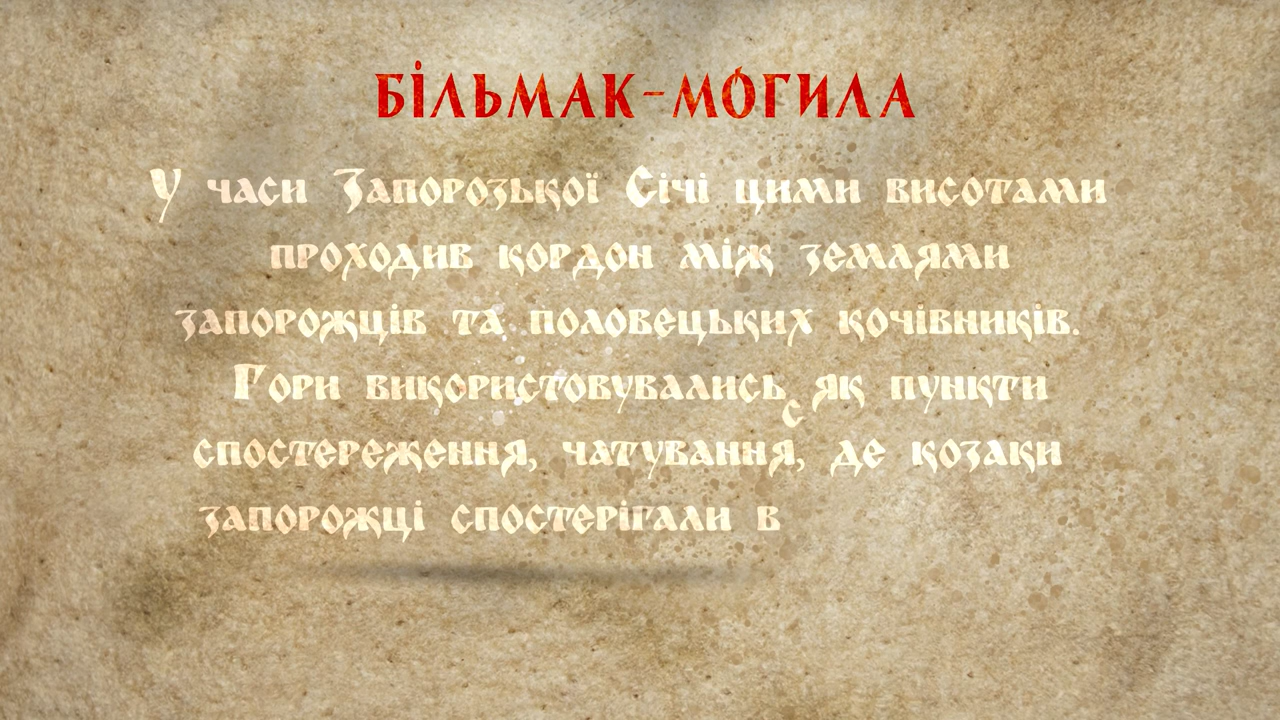 БІЛЬМАК-МОГИЛА
У часи Запорозької Січі цими висотами
проходив кордон між землями
запорожців та половецьких кочівників.
Гори використовувались як пункти
спостереження, чатування, де козаки
запорожці спостерігали в
с